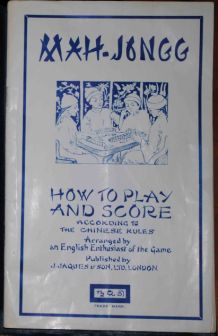 MAH-JONGG
HOW TO PLAY
AND SCORE
ACCORDING TO
THE CHINESE RULES
Arranged by
an English Enthusiast of the Game
Published by
J. JAQUES & SON, LTD. LONDON.
TRADE MARK